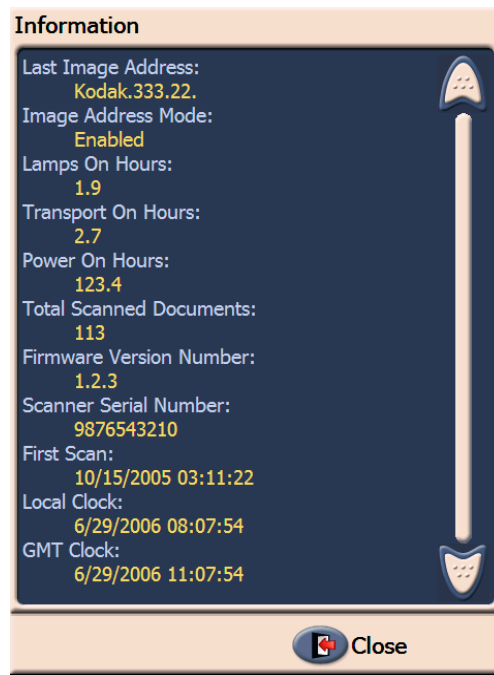 Information
Last Image Address:
Kodak.333.22.
Image Address Mode:
Enabled
Lamps On Hours:
1.9
Transport On Hours:
2.7
Power On Hours:
123.4
Total Scanned Documents:
113
Firmware Version Number:
1.2.3
Scanner Serial Number:
9876543210
First Scan:
10/15/2005 03:11:22
Local Clock:
6/29/2006 08:07:54
GMT Clock:
6/29/2006 11:07:54
Close